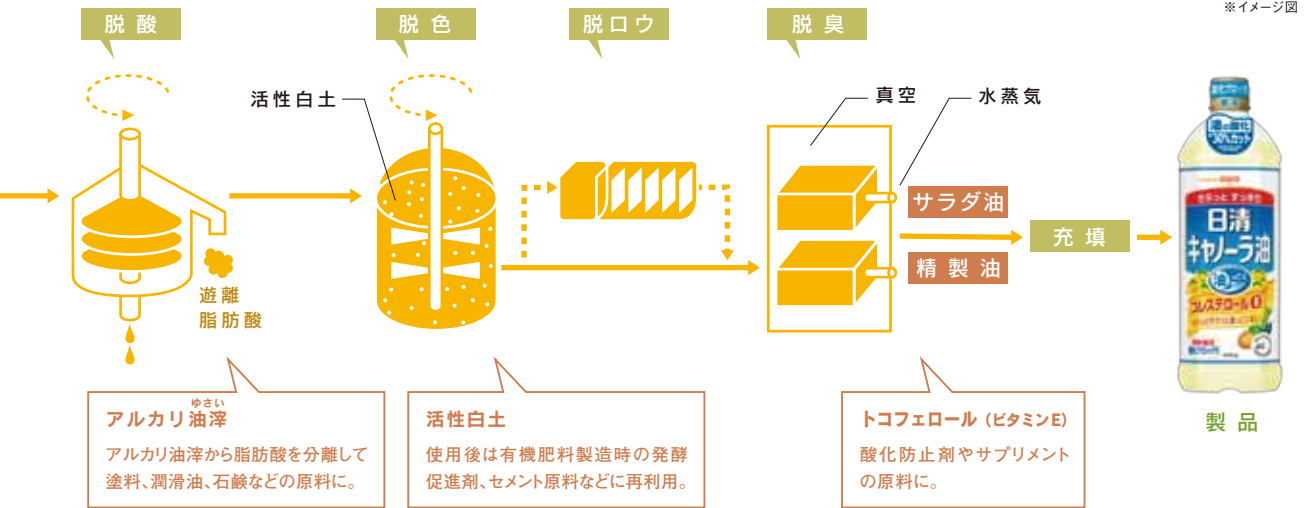 ※イメージ図
脱酸
脱色
脱ロウ
脱臭
活性白土
真空
水蒸気
サラダ油
精製油
充填
遊離
脂肪酸
日清
キャノーラ油
コレステロール0
製品
ゆさい
アルカリ油滓
アルカリ油滓から脂肪酸を分離して
塗料、潤滑油、石鹸などの原料に。
活性白土
使用後は有機肥料製造時の発酵
促進剤、セメント原料などに再利用。
トコフェロール（ビタミンE）
酸化防止剤やサプリメント
の原料に。